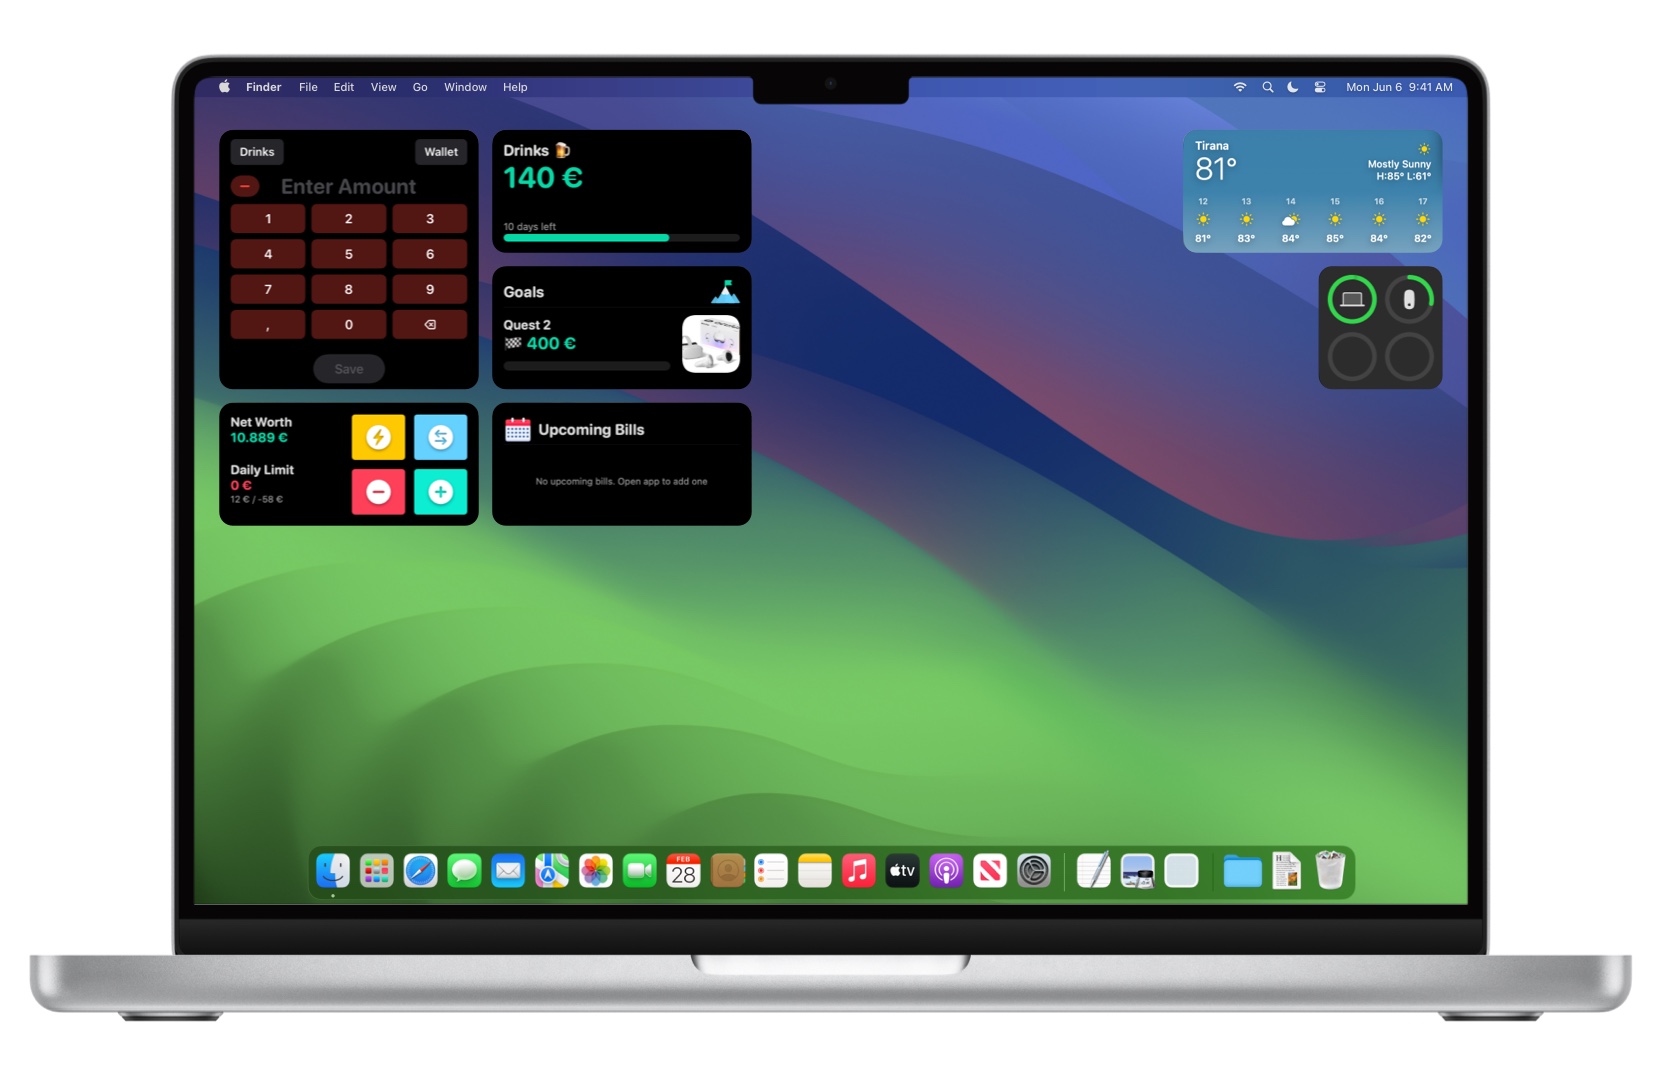 Finder File Edit View Go Window Help
Mon Jun 6 9:41 AM
Drinks
Wallet
Enter Amount
1 2 3
4 5 6
7 8 9
, 0
Save
Drinks
140 €
10 days left
Goals
Quest 2
400 €
Net Worth
10.889 €
Daily Limit
0 €
12 € / -58 €
Upcoming Bills
No upcoming bills. Open app to add one
Tirana
81°
Mostly Sunny
H:85° L:61°
12 13 14 15 16 17
81° 83° 84° 85° 84° 82°
FEB
28
tv